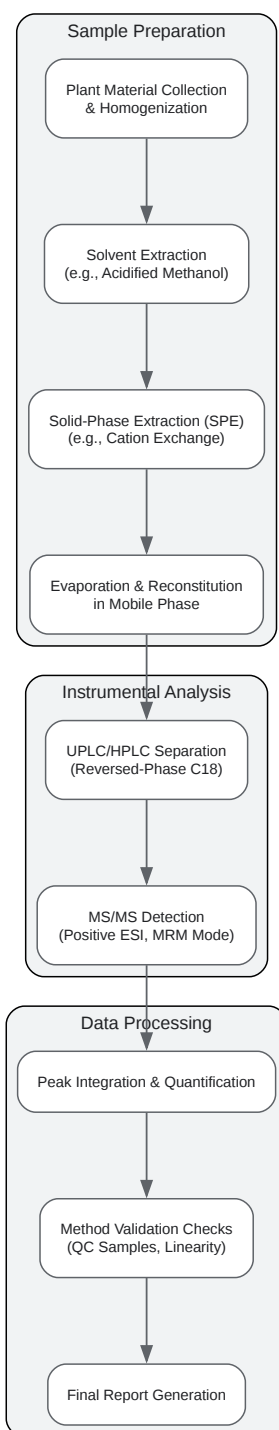 Sample Preparation
Plant Material Collection
& Homogenization
Solvent Extraction
(e.g., Acidified Methanol)
Solid-Phase Extraction (SPE)
(e.g., Cation Exchange)
Evaporation & Reconstitution
in Mobile Phase
Instrumental Analysis
UPLC/HPLC Separation
(Reversed-Phase C18)
MS/MS Detection
(Positive ESI, MRM Mode)
Data Processing
Peak Integration & Quantification
Method Validation Checks
(QC Samples, Linearity)
Final Report Generation